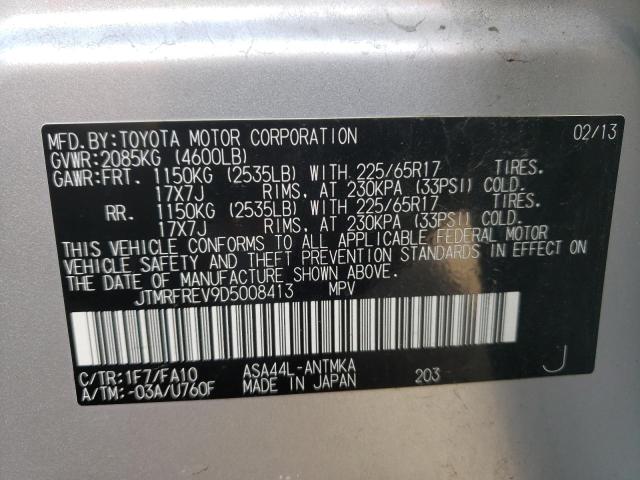 MFD.BY:TOYOTA MOTOR CORPORATION 02/13
GVWR:2085KG (4600LB)
GAWR:FRT. 1150KG (2535LB) WITH 225/65R17 TIRES.
17X7J RIMS, AT 230KPA (33PSI) COLD.
RR. 1150KG (2535LB) WITH 225/65R17 TIRES.
17X7J RIMS, AT 230KPA (33PSI) COLD.
THIS VEHICLE CONFORMS TO ALL APPLICABLE FEDERAL MOTOR
VEHICLE SAFETY AND THEFT PREVENTION STANDARDS IN EFFECT ON
THE DATE OF MANUFACTURE SHOWN ABOVE.
JTMRFREV9D5008413 MPV
C/TR:1F7/FA10 ASA44L-ANTMKA 203 J
A/TM:-03A/U760F MADE IN JAPAN